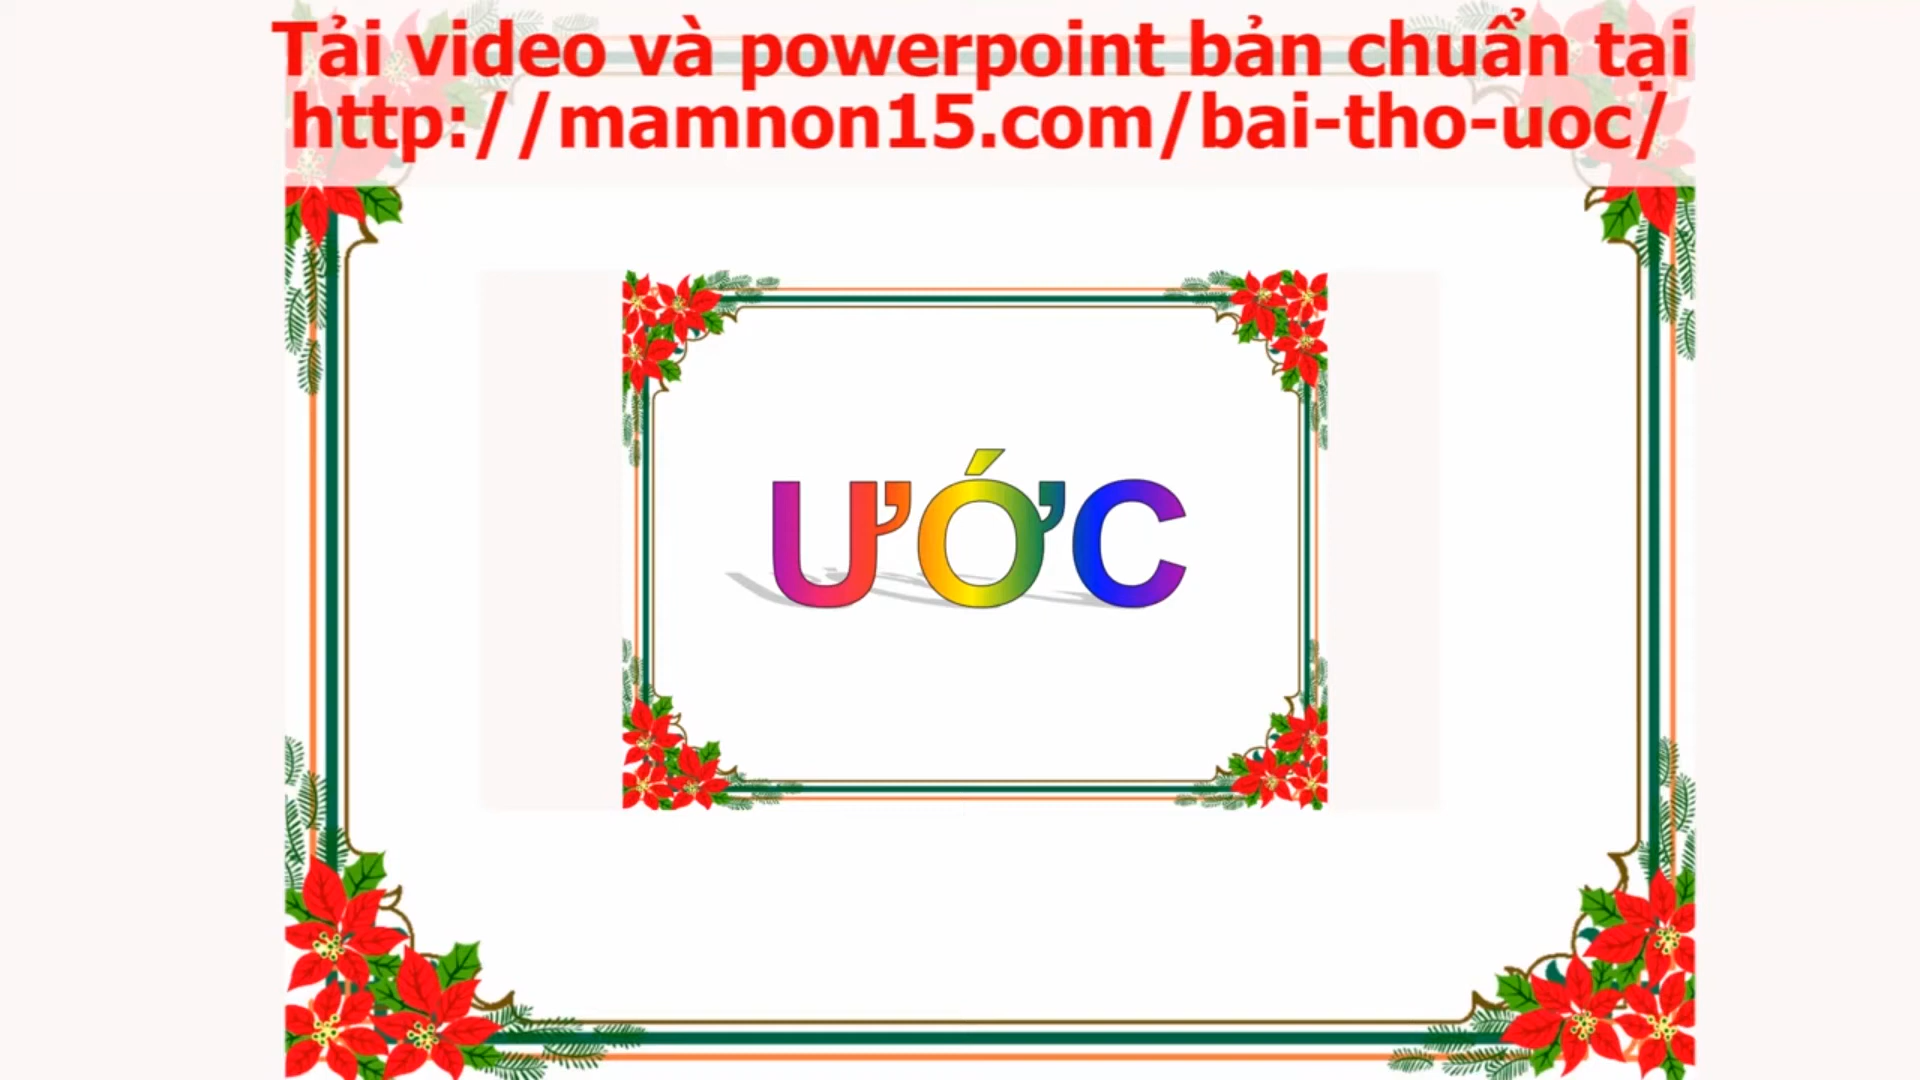 Tải video và powerpoint bản chuẩn tại
http://mamnon15.com/bai-tho-uoc/
ƯỚC